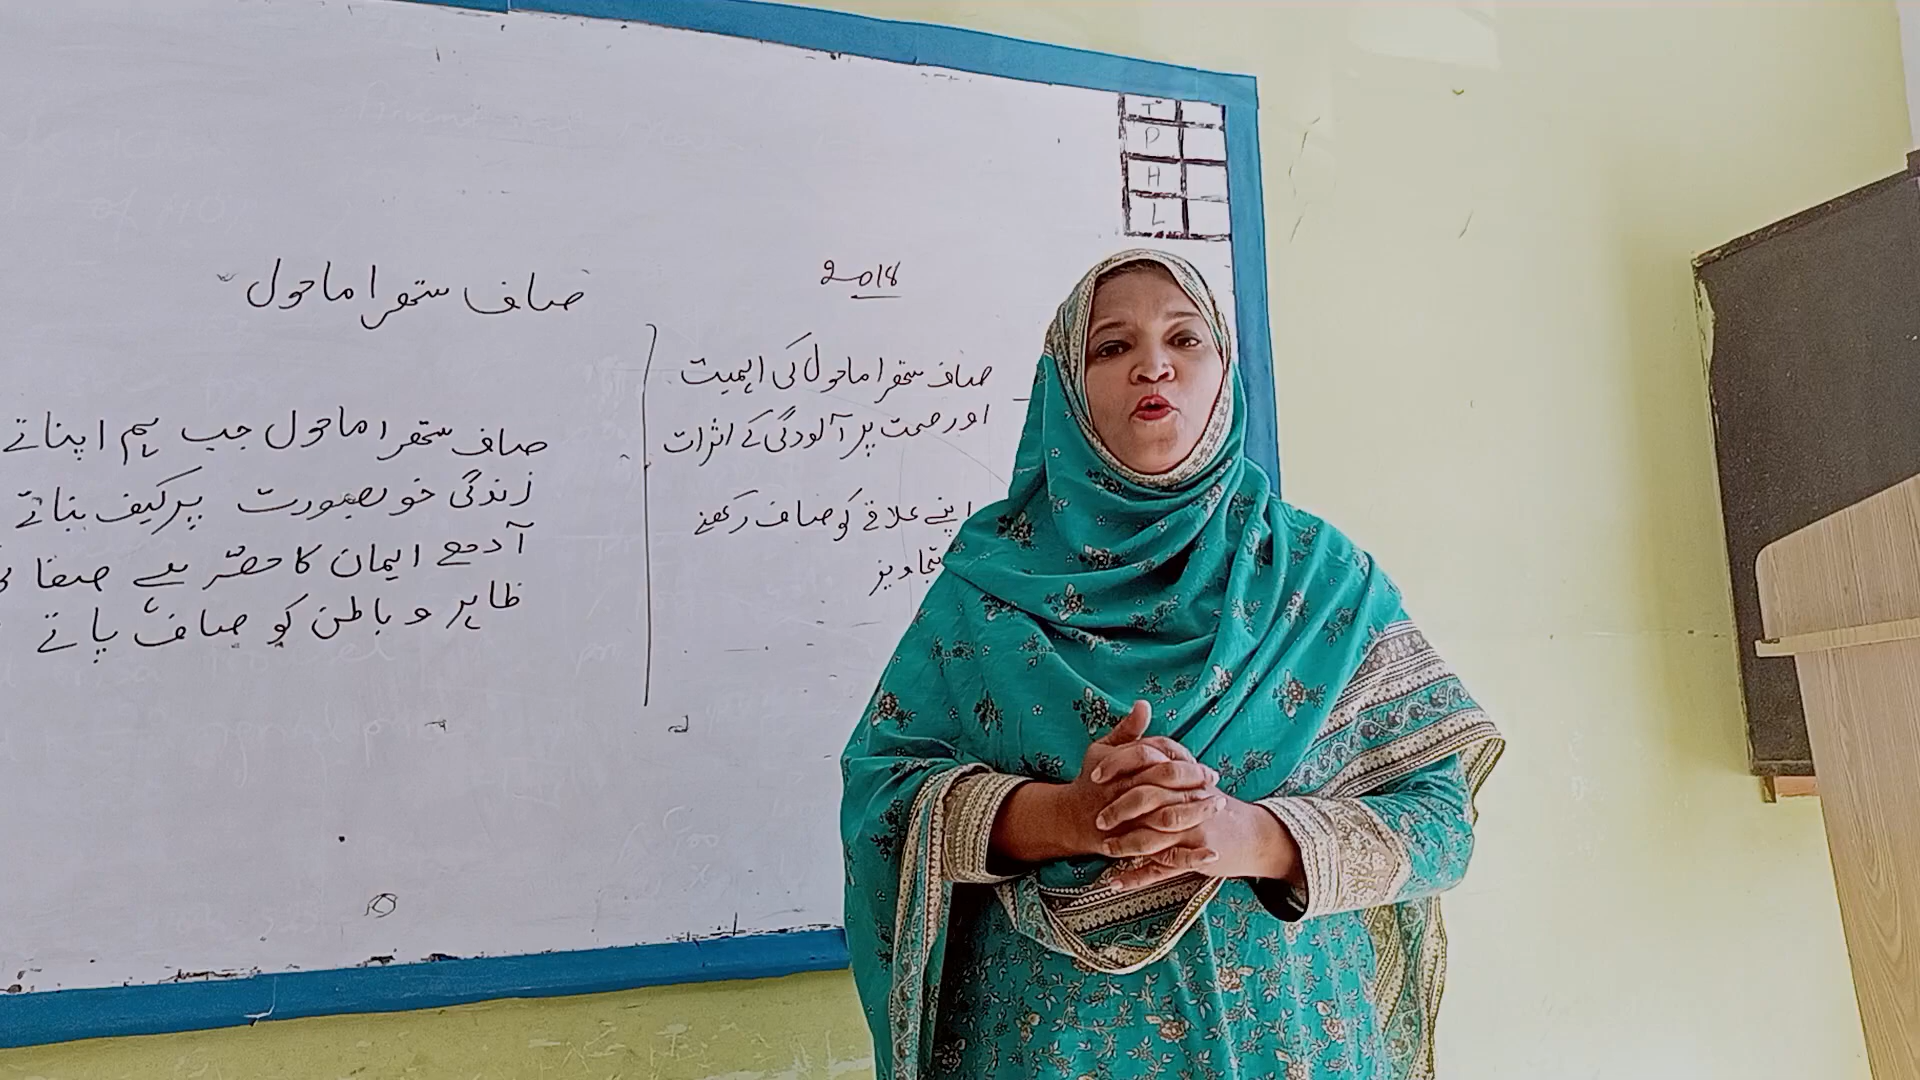 صاف ستھرا ماحول
2018
صاف ستھرا ماحول کی اہمیت
اور صحت پر آلودگی کے اثرات
اپنے علاقے کو صاف رکھنے
تجاویز
صاف ستھرا ماحول جب ہم اپناتے
زندگی خوبصورت پرکیف بناتے
آدھے ایمان کا حصّہ ہے صفا
ظاہر و باطن کو صاف پاتے
T
P
H
L